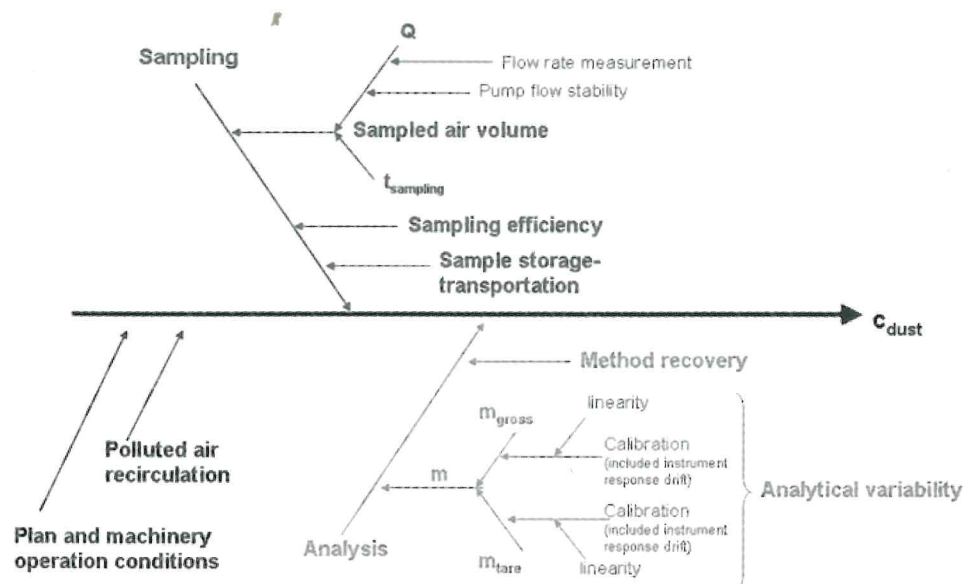 Q
Sampling
Flow rate measurement
Pump flow stability
Sampled air volume
tsampling
Sampling efficiency
Sample storage-
transportation
cdust
Method recovery
mgross
linearity
Polluted air
recirculation
Calibration
(included instrument
response drift)
m
Analytical variability
Calibration
(included instrument
response drift)
Plan and machinery
operation conditions
Analysis
mtare
linearity